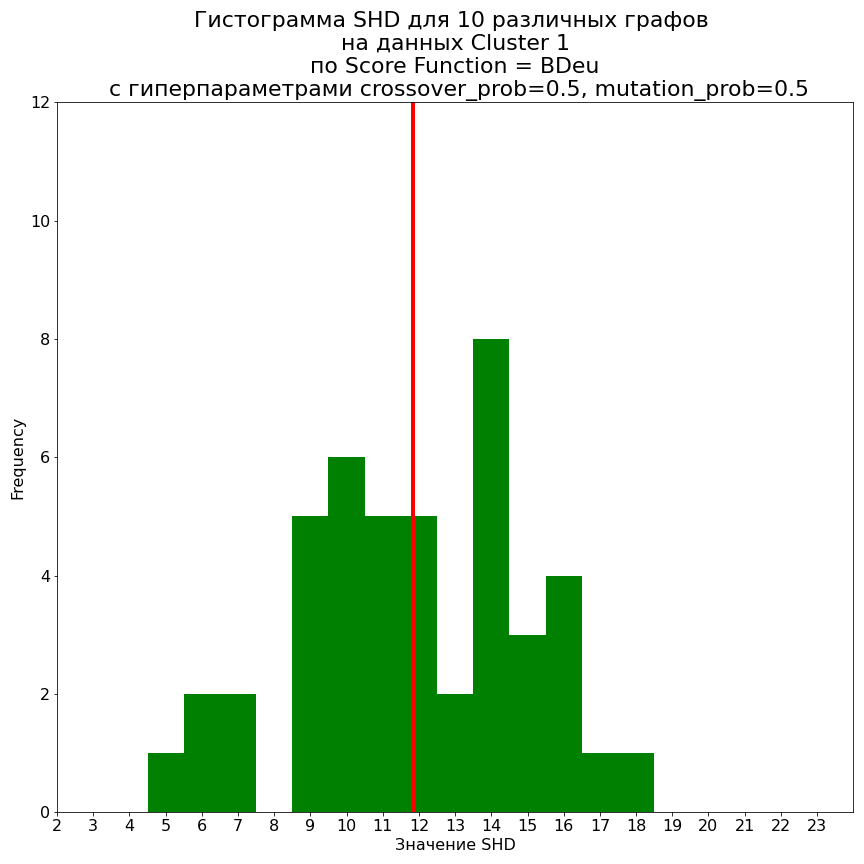 Гистограмма SHD для 10 различных графов
на данных Cluster 1
по Score Function = BDeu
с гиперпараметрами crossover_prob=0.5, mutation_prob=0.5
12
10
8
6
4
2
0
Frequency
2 3 4 5 6 7 8 9 10 11 12 13 14 15 16 17 18 19 20 21 22 23
Значение SHD